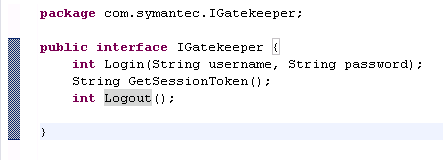 package com.symantec.IGatekeeper;
public interface IGatekeeper {
int Login(String username, String password);
String GetSessionToken();
int Logout();
}